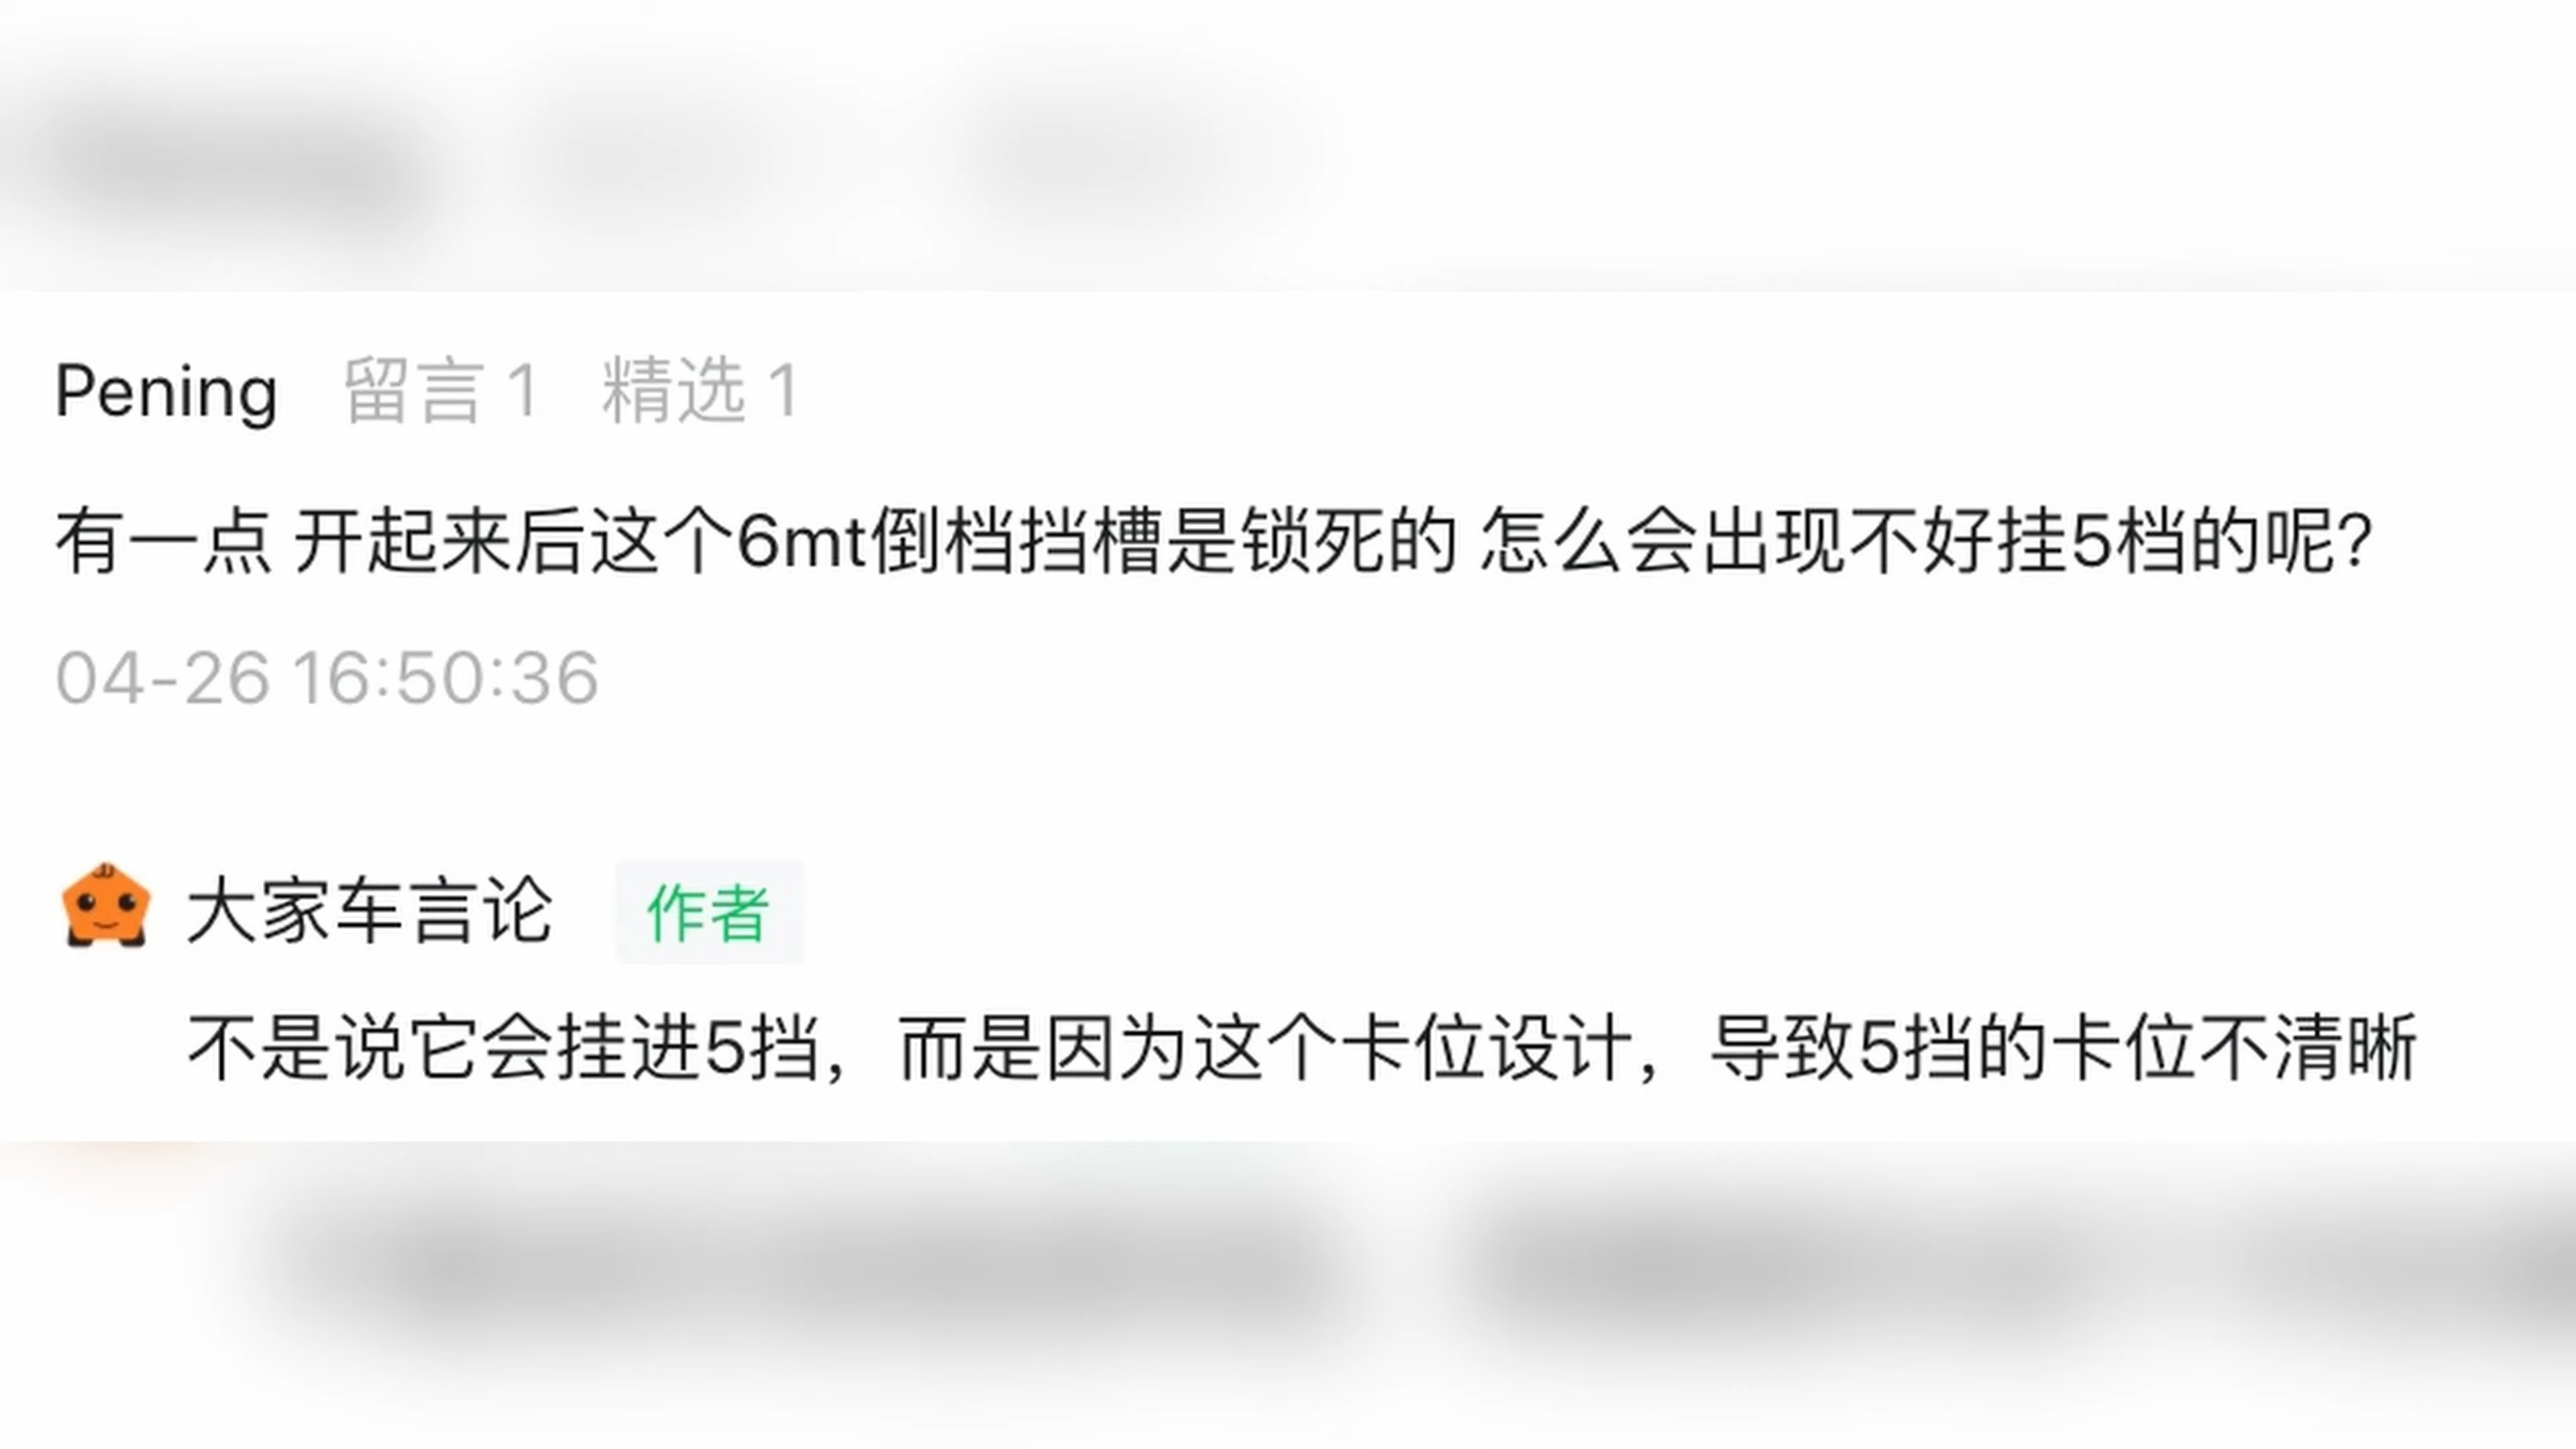 Pening 留言 1 精选 1
有一点 开起来后这个6mt倒档挡槽是锁死的 怎么会出现不好挂5档的呢?
04-26 16:50:36
大家车言论 作者
不是说它会挂进5挡，而是因为这个卡位设计，导致5挡的卡位不清晰